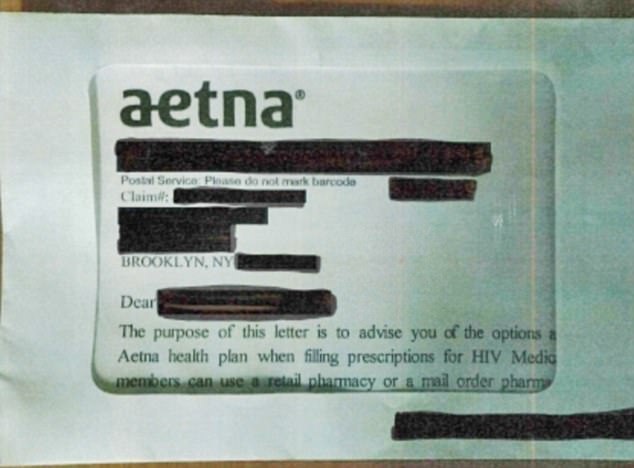 aetna®
Postal Service: Please do not mark barcode
Claim#:
BROOKLYN, NY
Dear
The purpose of this letter is to advise you of the options a
Aetna health plan when filling prescriptions for HIV Medic
members can use a retail pharmacy or a mail order pharma